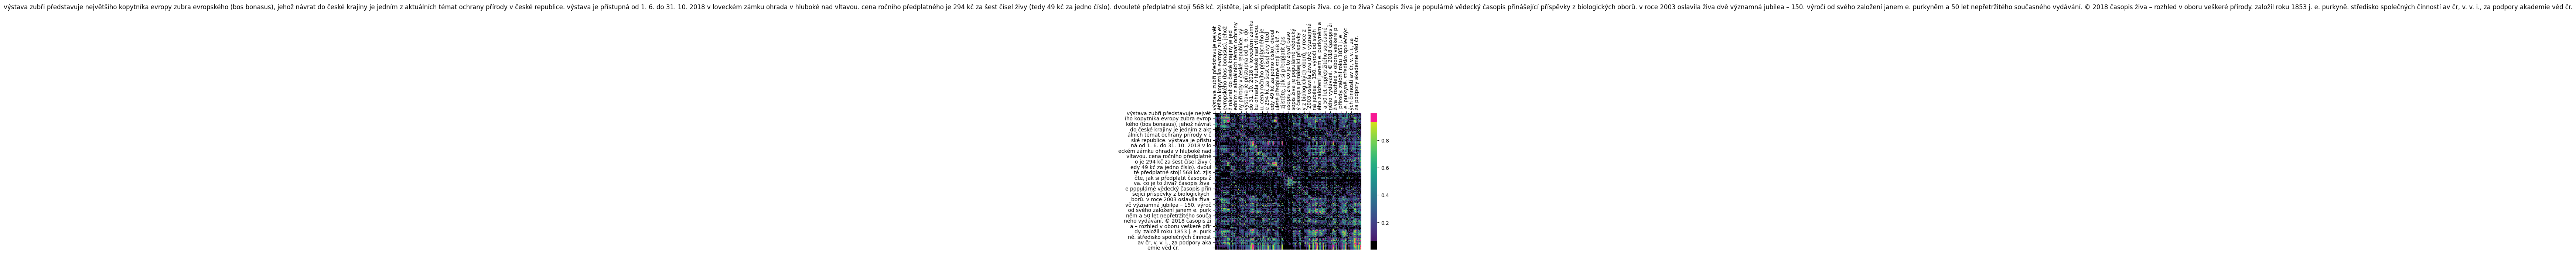 výstava zubři představuje největšího kopytníka evropy zubra evropského (bos bonasus), jehož návrat do české krajiny je jedním z aktuálních témat ochrany přírody v české republice. výstava je přístupná od 1. 6. do 31. 10. 2018 v loveckém zámku ohrada v hluboké nad vltavou. cena ročního předplatného je 294 kč za šest čísel živy (tedy 49 kč za jedno číslo). dvouleté předplatné stojí 568 kč. zjistěte, jak si předplatit časopis živa. co je to živa? časopis živa je populárně vědecký časopis přinášející příspěvky z biologických oborů. v roce 2003 oslavila živa dvě významná jubilea – 150. výročí od svého založení janem e. purkyněm a 50 let nepřetržitého současného vydávání. © 2018 časopis živa – rozhled v oboru veškeré přírody. založil roku 1853 j. e. purkyně. středisko společných činností av čr, v. v. i., za podpory akademie věd čr.
výstava zubři představuje největ
šího kopytníka evropy zubra evrop
kého (bos bonasus), jehož návrat
do české krajiny je jedním z akt
álních témat ochrany přírody v č
ské republice. výstava je přístu
ná od 1. 6. do 31. 10. 2018 v lo
eckém zámku ohrada v hluboké nad
vltavou. cena ročního předplatné
o je 294 kč za šest čísel živy (
edy 49 kč za jedno číslo). dvoul
té předplatné stojí 568 kč. zjis
ěte, jak si předplatit časopis ž
va. co je to živa? časopis živa
e populárně vědecký časopis přin
šející příspěvky z biologických
borů. v roce 2003 oslavila živa
vě významná jubilea – 150. výroč
od svého založení janem e. purk
něm a 50 let nepřetržitého souča
ného vydávání. © 2018 časopis ži
a – rozhled v oboru veškeré přír
dy. založil roku 1853 j. e. purk
ně. středisko společných činnost
av čr, v. v. i., za podpory aka
emie věd čr.
0.8
0.6
0.4
0.2